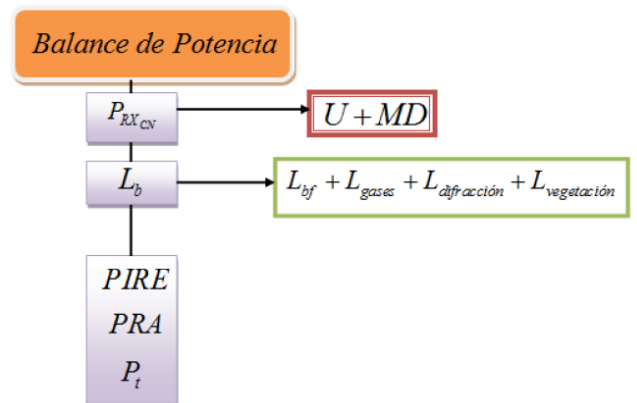 Balance de Potencia
P_{RX_{CN}}
U + MD
L_b
L_{bf} + L_{gases} + L_{difracción} + L_{vegetación}
PIRE
PRA
P_t